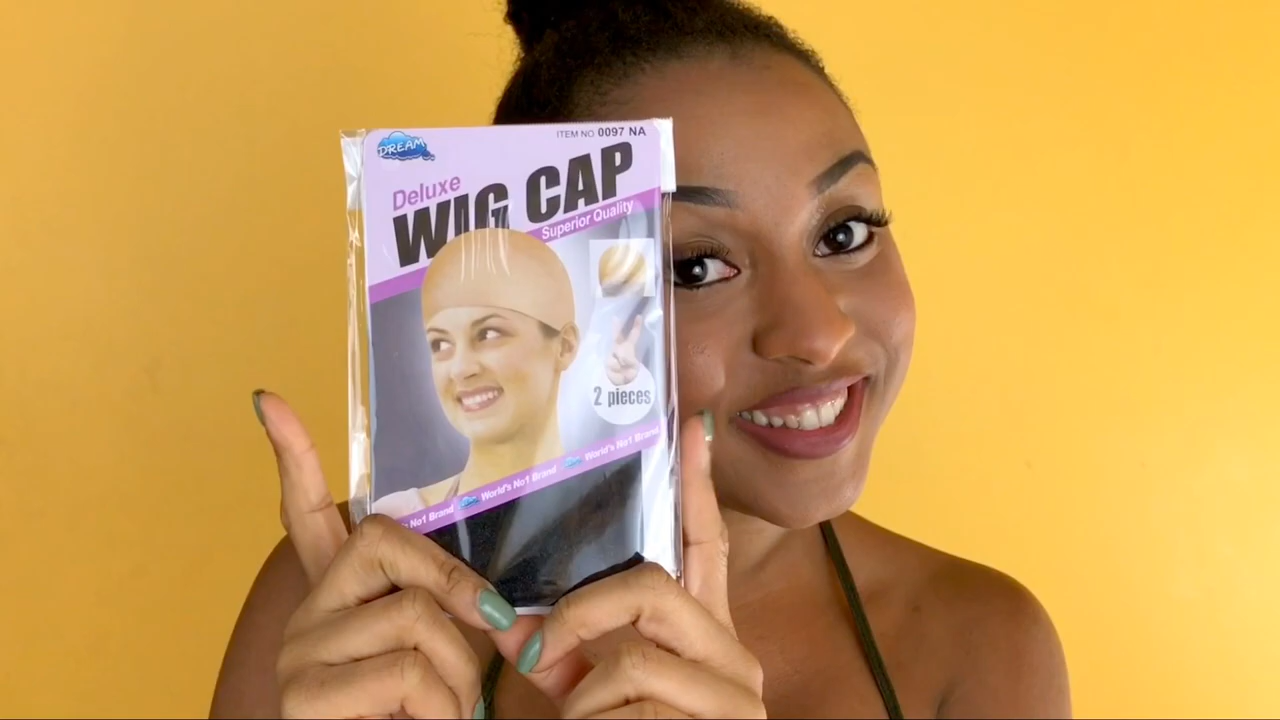 DREAM
ITEM NO 0097 NA
Deluxe
WIG CAP
Superior Quality
2 pieces
No1 Brand World's No1 Brand World's No1 Brand